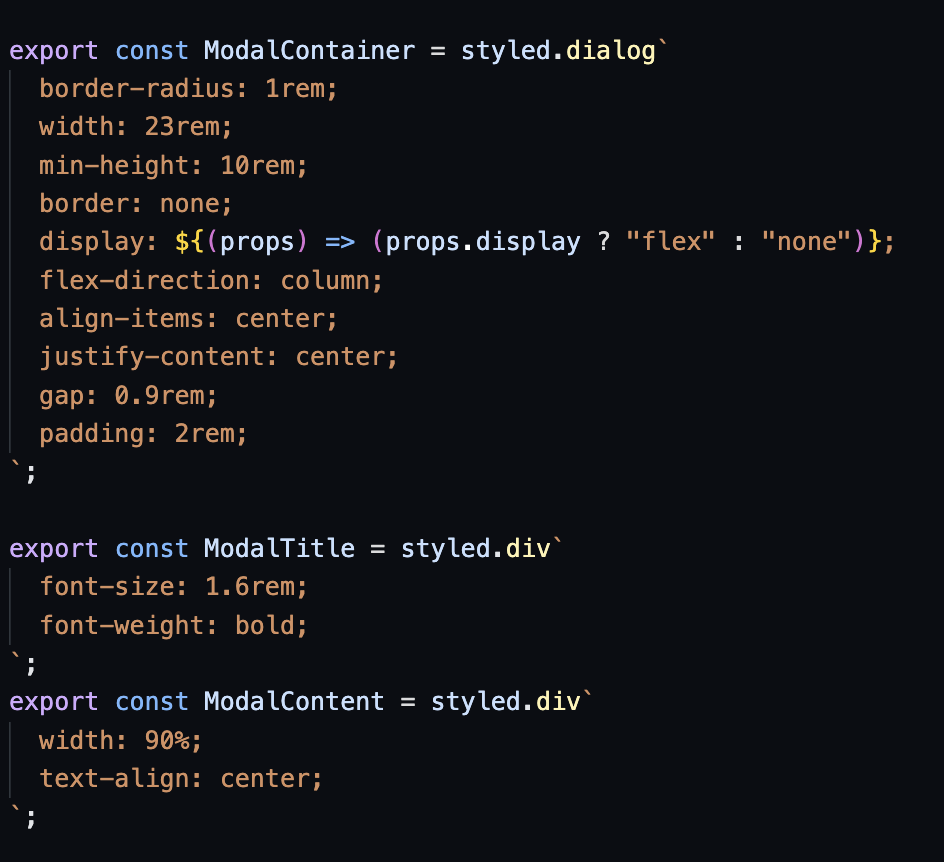 export const ModalContainer = styled.dialog`
  border-radius: 1rem;
  width: 23rem;
  min-height: 10rem;
  border: none;
  display: ${(props) => (props.display ? "flex" : "none")};
  flex-direction: column;
  align-items: center;
  justify-content: center;
  gap: 0.9rem;
  padding: 2rem;
`;

export const ModalTitle = styled.div`
  font-size: 1.6rem;
  font-weight: bold;
`;
export const ModalContent = styled.div`
  width: 90%;
  text-align: center;
`;